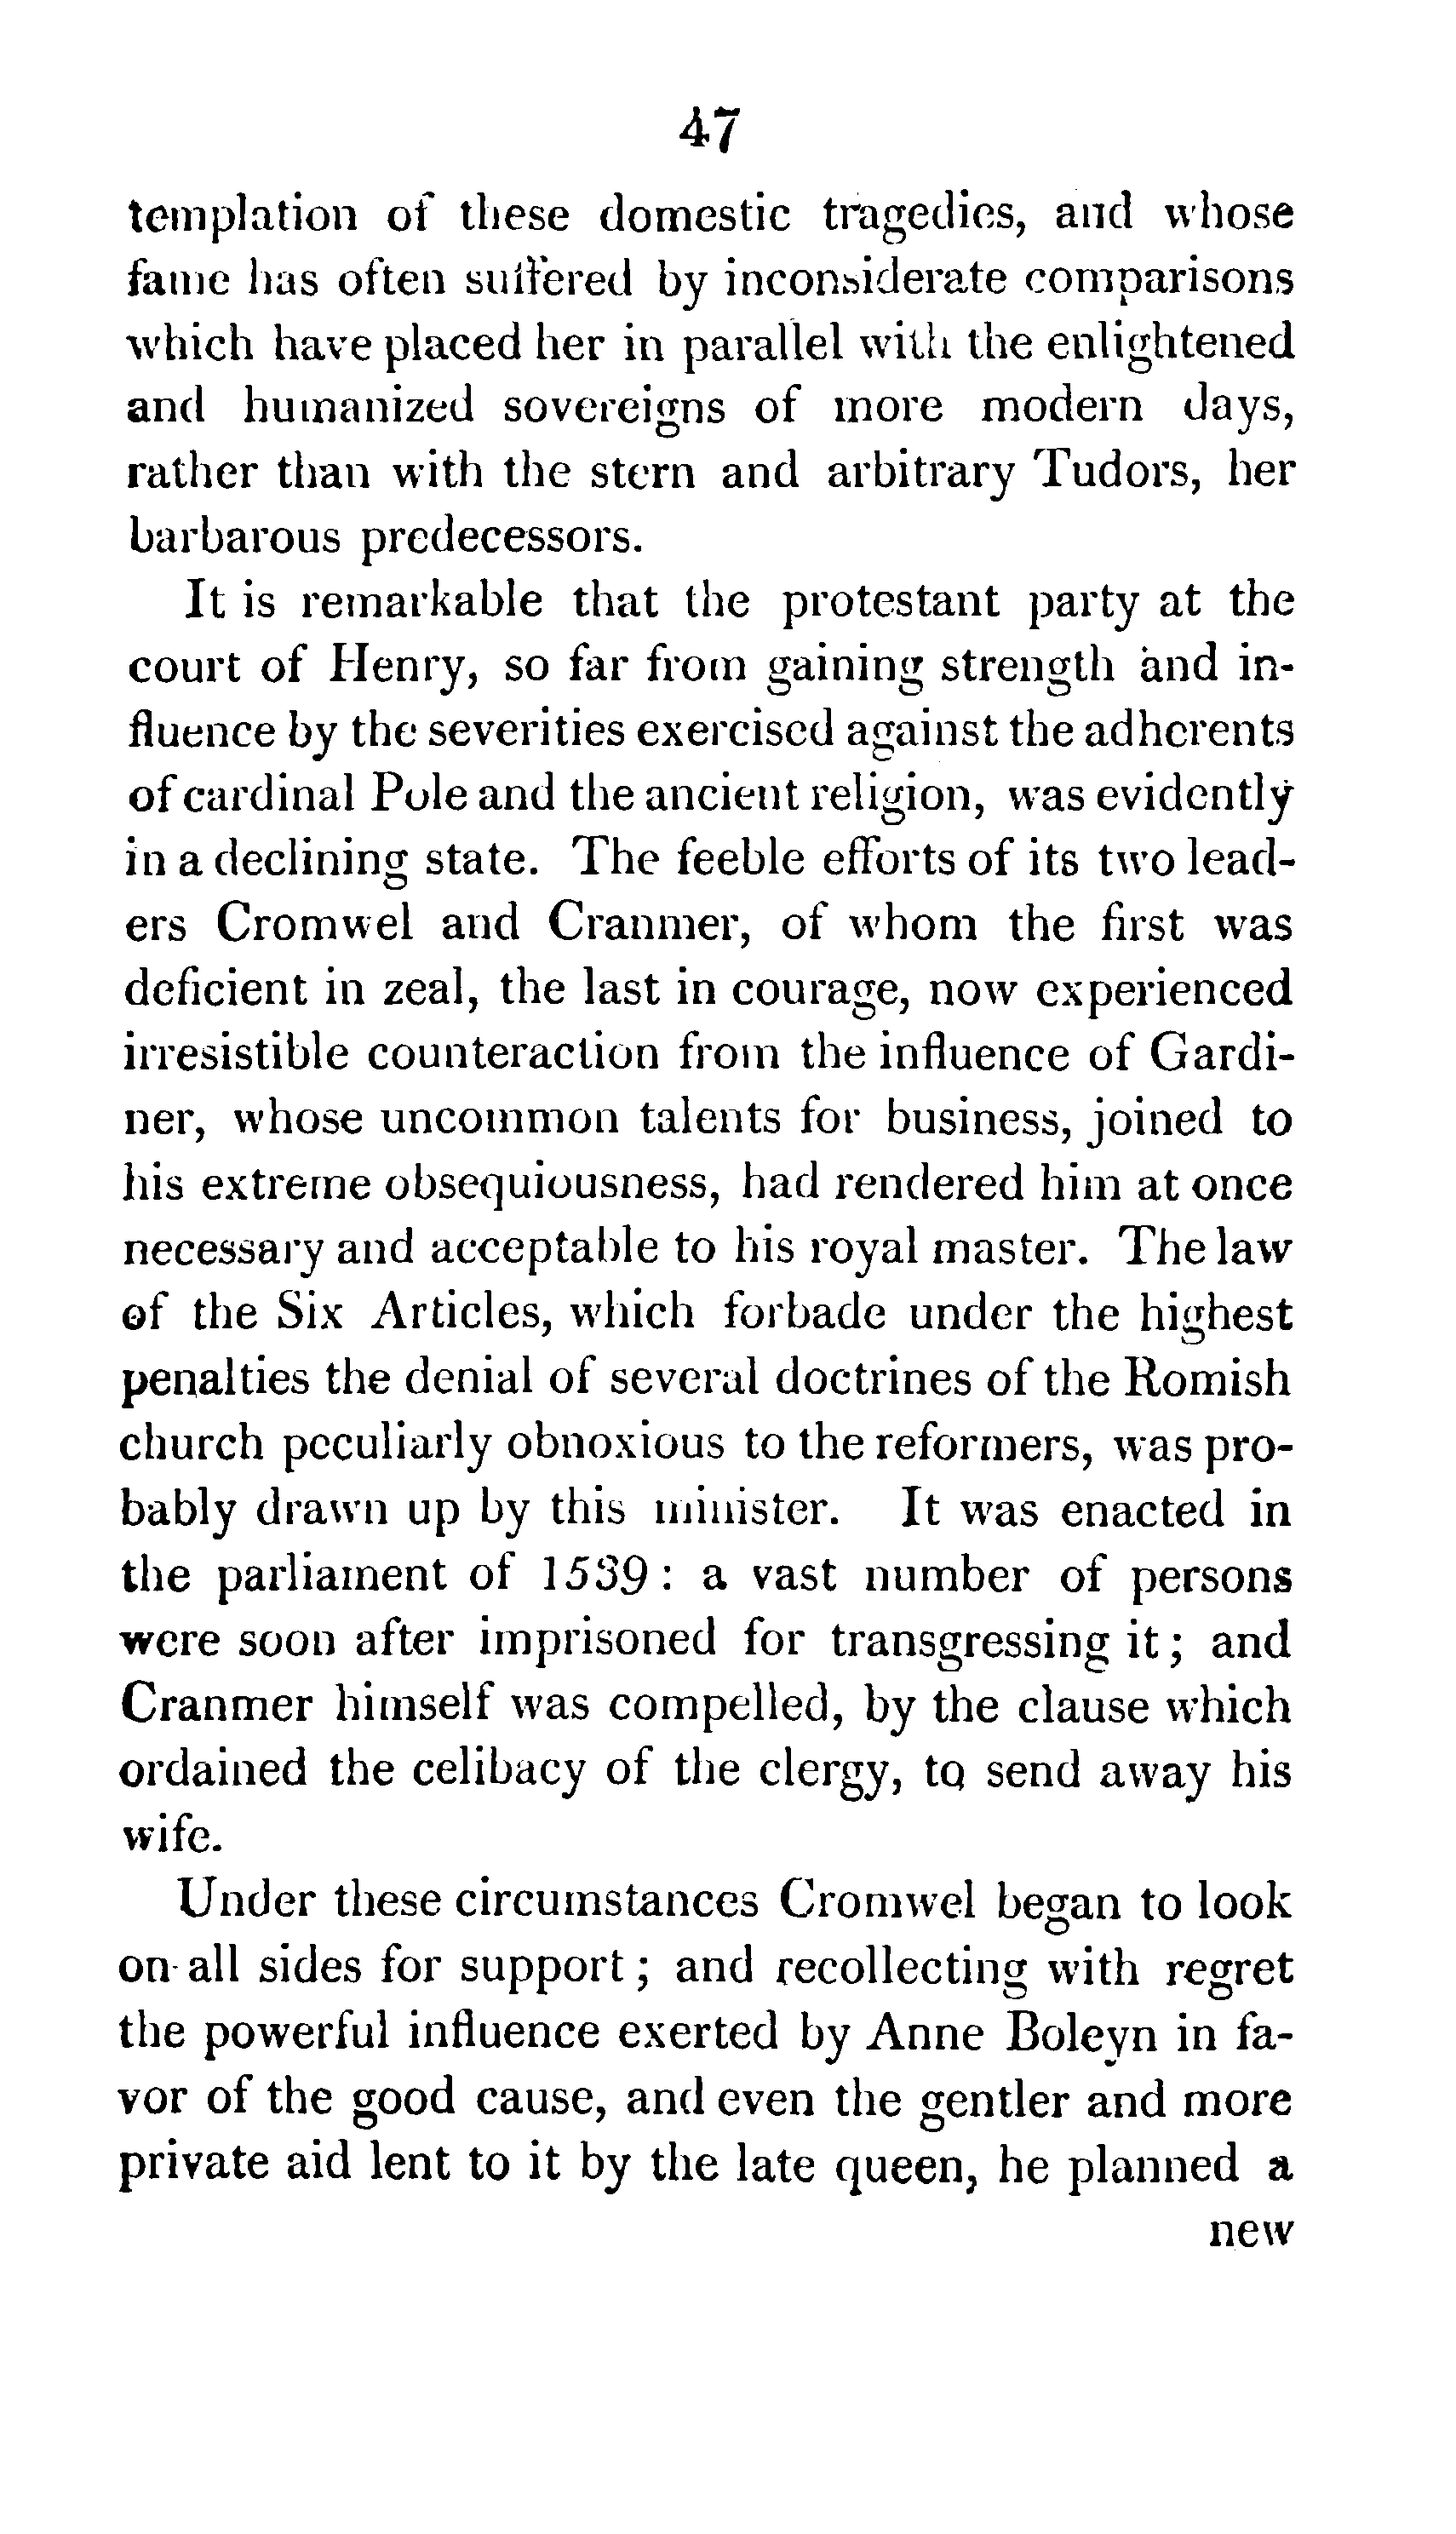 47
templation of these domestic tragedies, and whose
fame has often suffered by inconsiderate comparisons
which have placed her in parallel with the enlightened
and humanized sovereigns of more modern days,
rather than with the stern and arbitrary Tudors, her
barbarous predecessors.
It is remarkable that the protestant party at the
court of Henry, so far from gaining strength and in-
fluence by the severities exercised against the adherents
of cardinal Pole and the ancient religion, was evidently
in a declining state. The feeble efforts of its two lead-
ers Cromwel and Cranmer, of whom the first was
deficient in zeal, the last in courage, now experienced
irresistible counteraction from the influence of Gardi-
ner, whose uncommon talents for business, joined to
his extreme obsequiousness, had rendered him at once
necessary and acceptable to his royal master. The law
of the Six Articles, which forbade under the highest
penalties the denial of several doctrines of the Romish
church peculiarly obnoxious to the reformers, was pro-
bably drawn up by this minister. It was enacted in
the parliament of 1539: a vast number of persons
were soon after imprisoned for transgressing it; and
Cranmer himself was compelled, by the clause which
ordained the celibacy of the clergy, to send away his
wife.
Under these circumstances Cromwel began to look
on all sides for support; and recollecting with regret
the powerful influence exerted by Anne Boleyn in fa-
vor of the good cause, and even the gentler and more
private aid lent to it by the late queen, he planned a
new